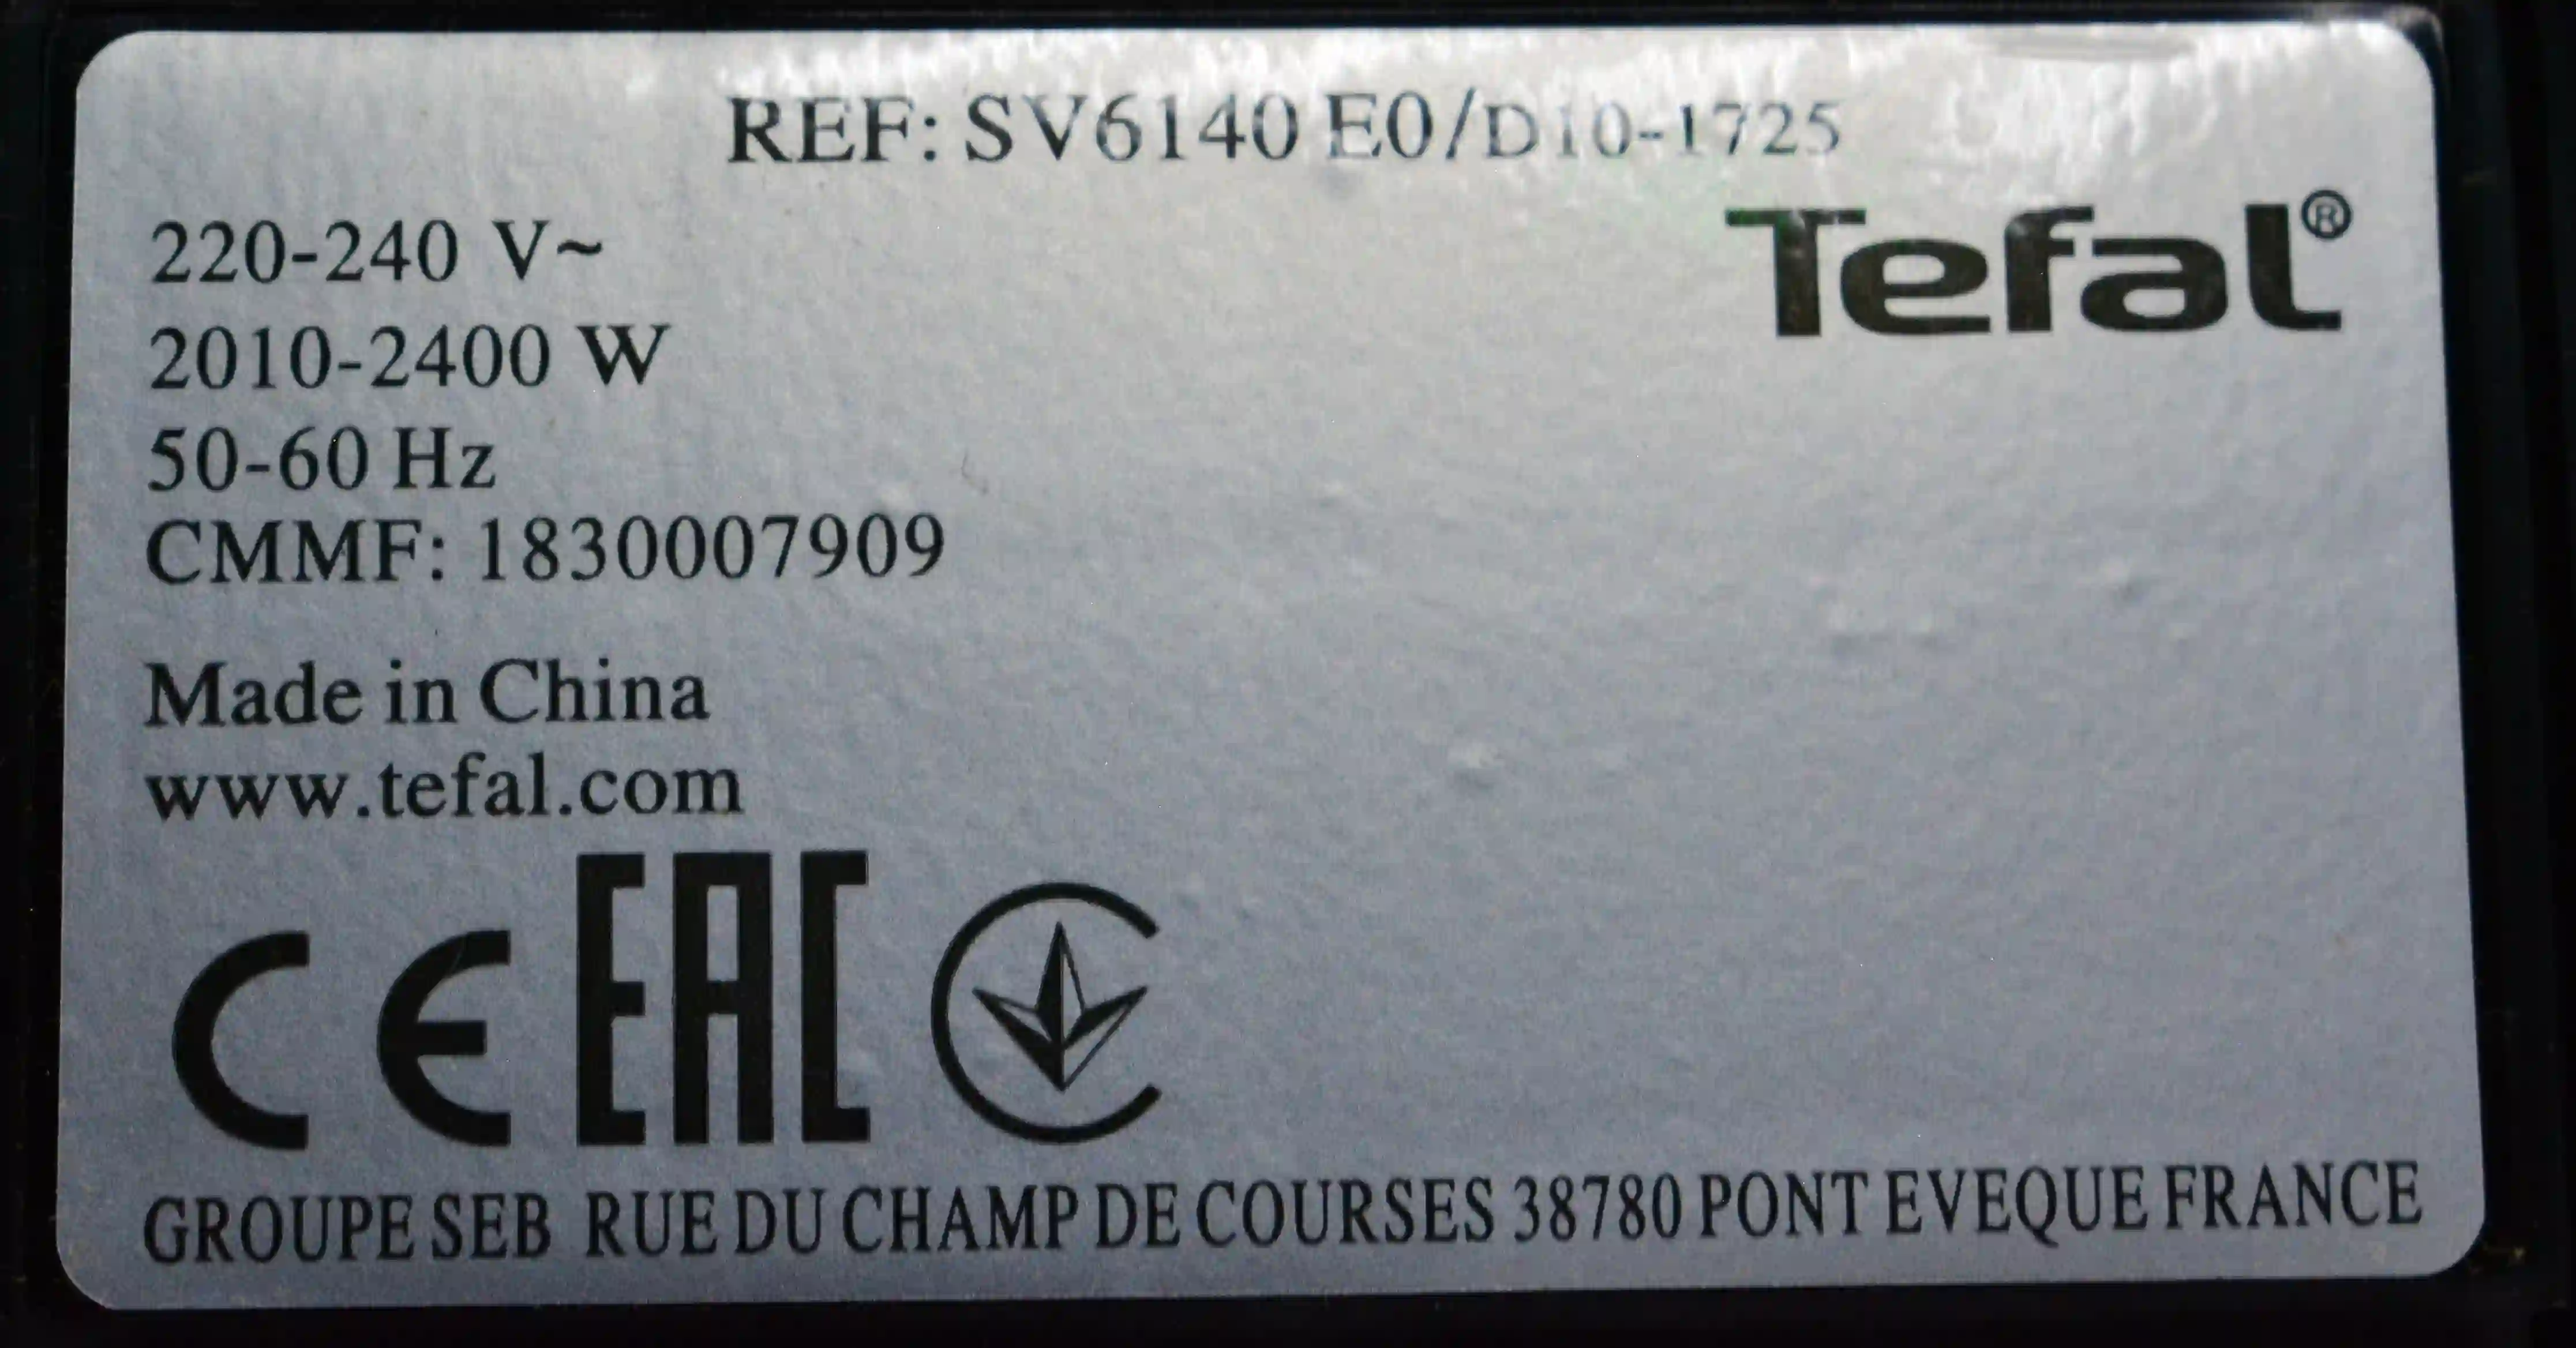 REF: SV6140 E0/D10-1725
Tefal®
220-240 V~
2010-2400 W
50-60 Hz
CMMF: 1830007909
Made in China
www.tefal.com
CE EAC
GROUPE SEB RUE DU CHAMP DE COURSES 38780 PONT EVEQUE FRANCE